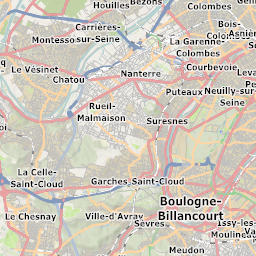 Houilles
Bezons
Colombes
Carrières-
sur-Seine
Bois-
Colombes
Montesso
La Garenne-
Colombes
Le Vésinet
Chatou
Nanterre
Courbevoie
Puteaux
Neuilly-sur-
Seine
Rueil-
Malmaison
Suresnes
La Celle-
Saint-Cloud
Garches
Saint-Cloud
Boulogne-
Billancourt
Le Chesnay
Ville-d'Avray
Sèvres
Issy-les-
Moulineau
Meudon